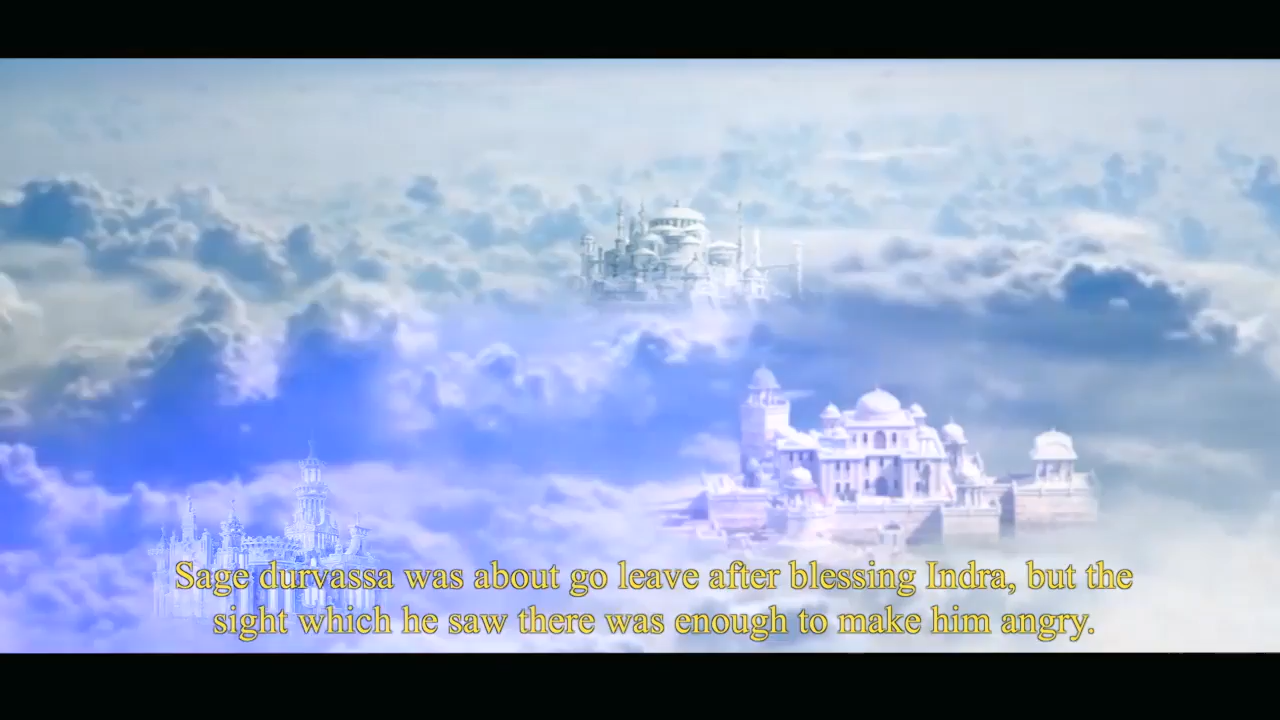 Sage durvassa was about go leave after blessing Indra, but the
sight which he saw there was enough to make him angry.